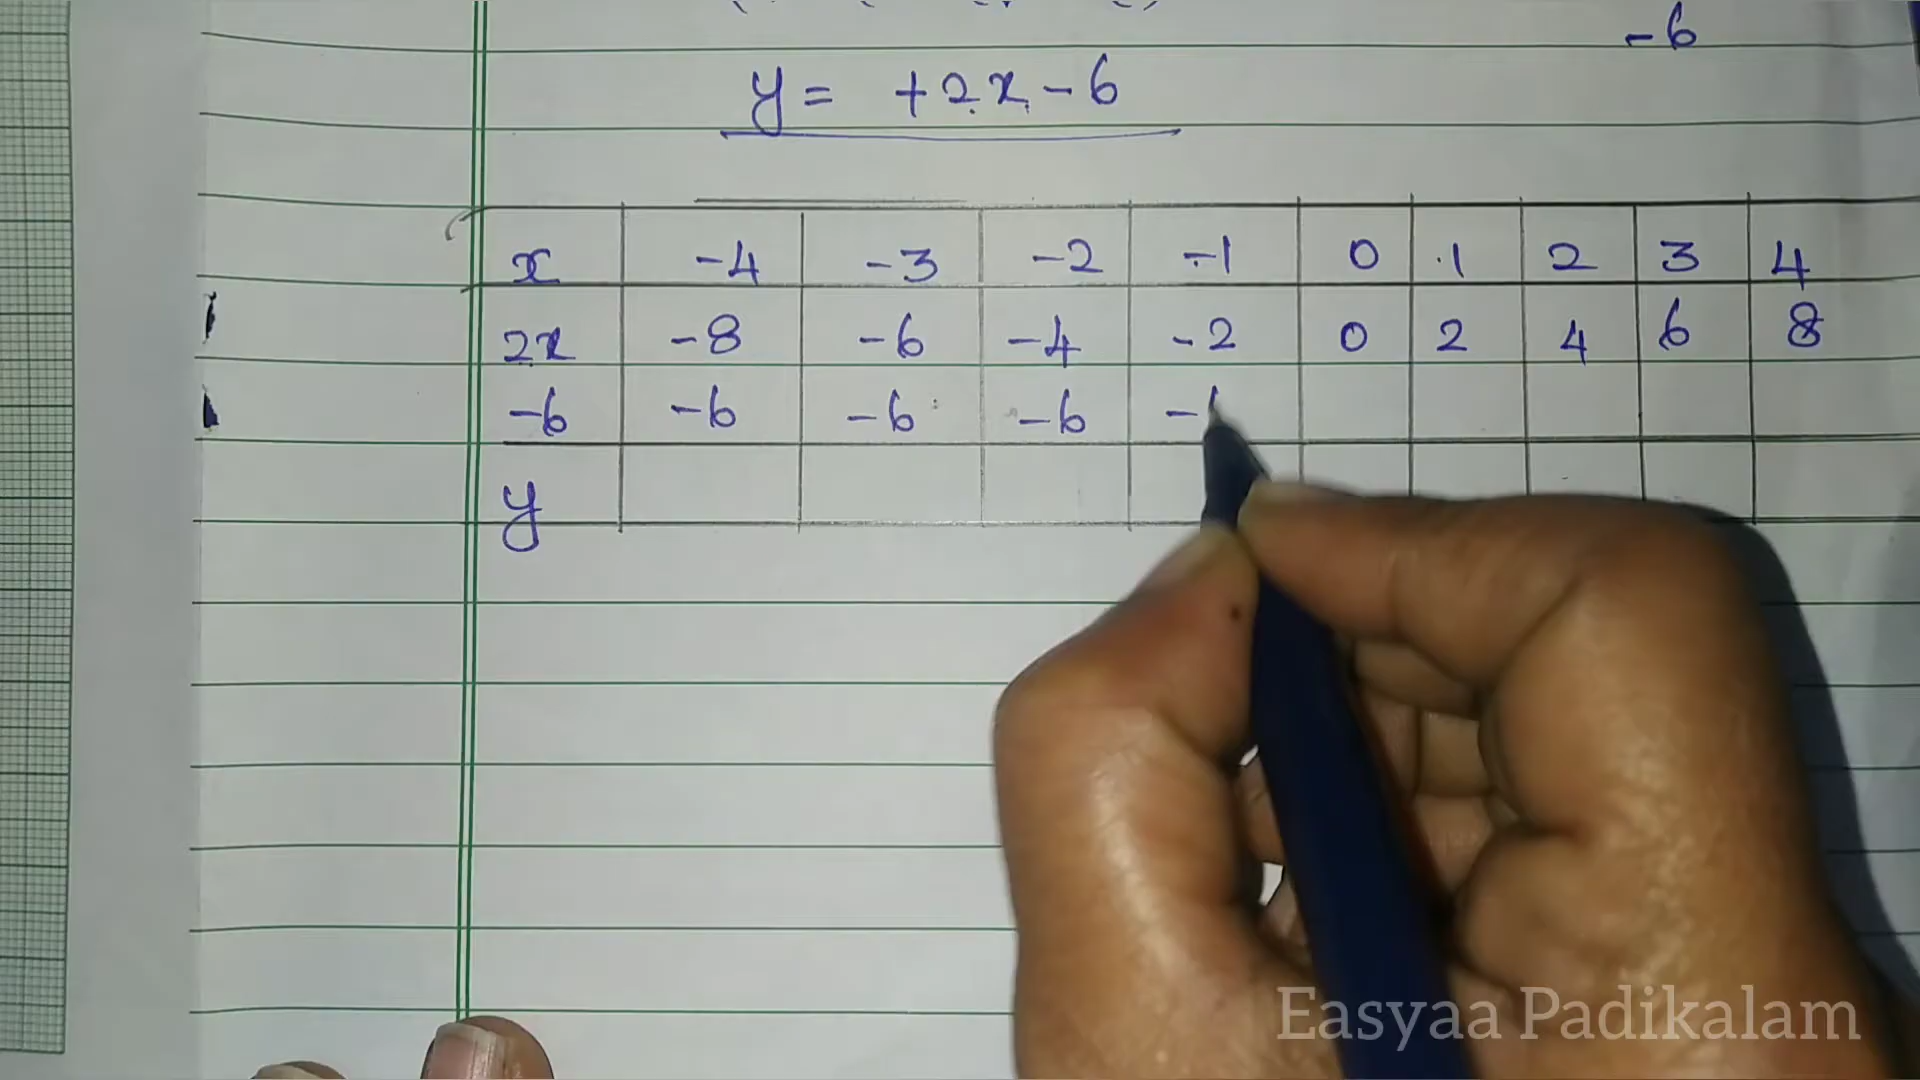 -6
y = +2x - 6
x -4 -3 -2 -1 0 1 2 3 4
2x -8 -6 -4 -2 0 2 4 6 8
-6 -6 -6 -6 -
y
Easyaa Padikalam